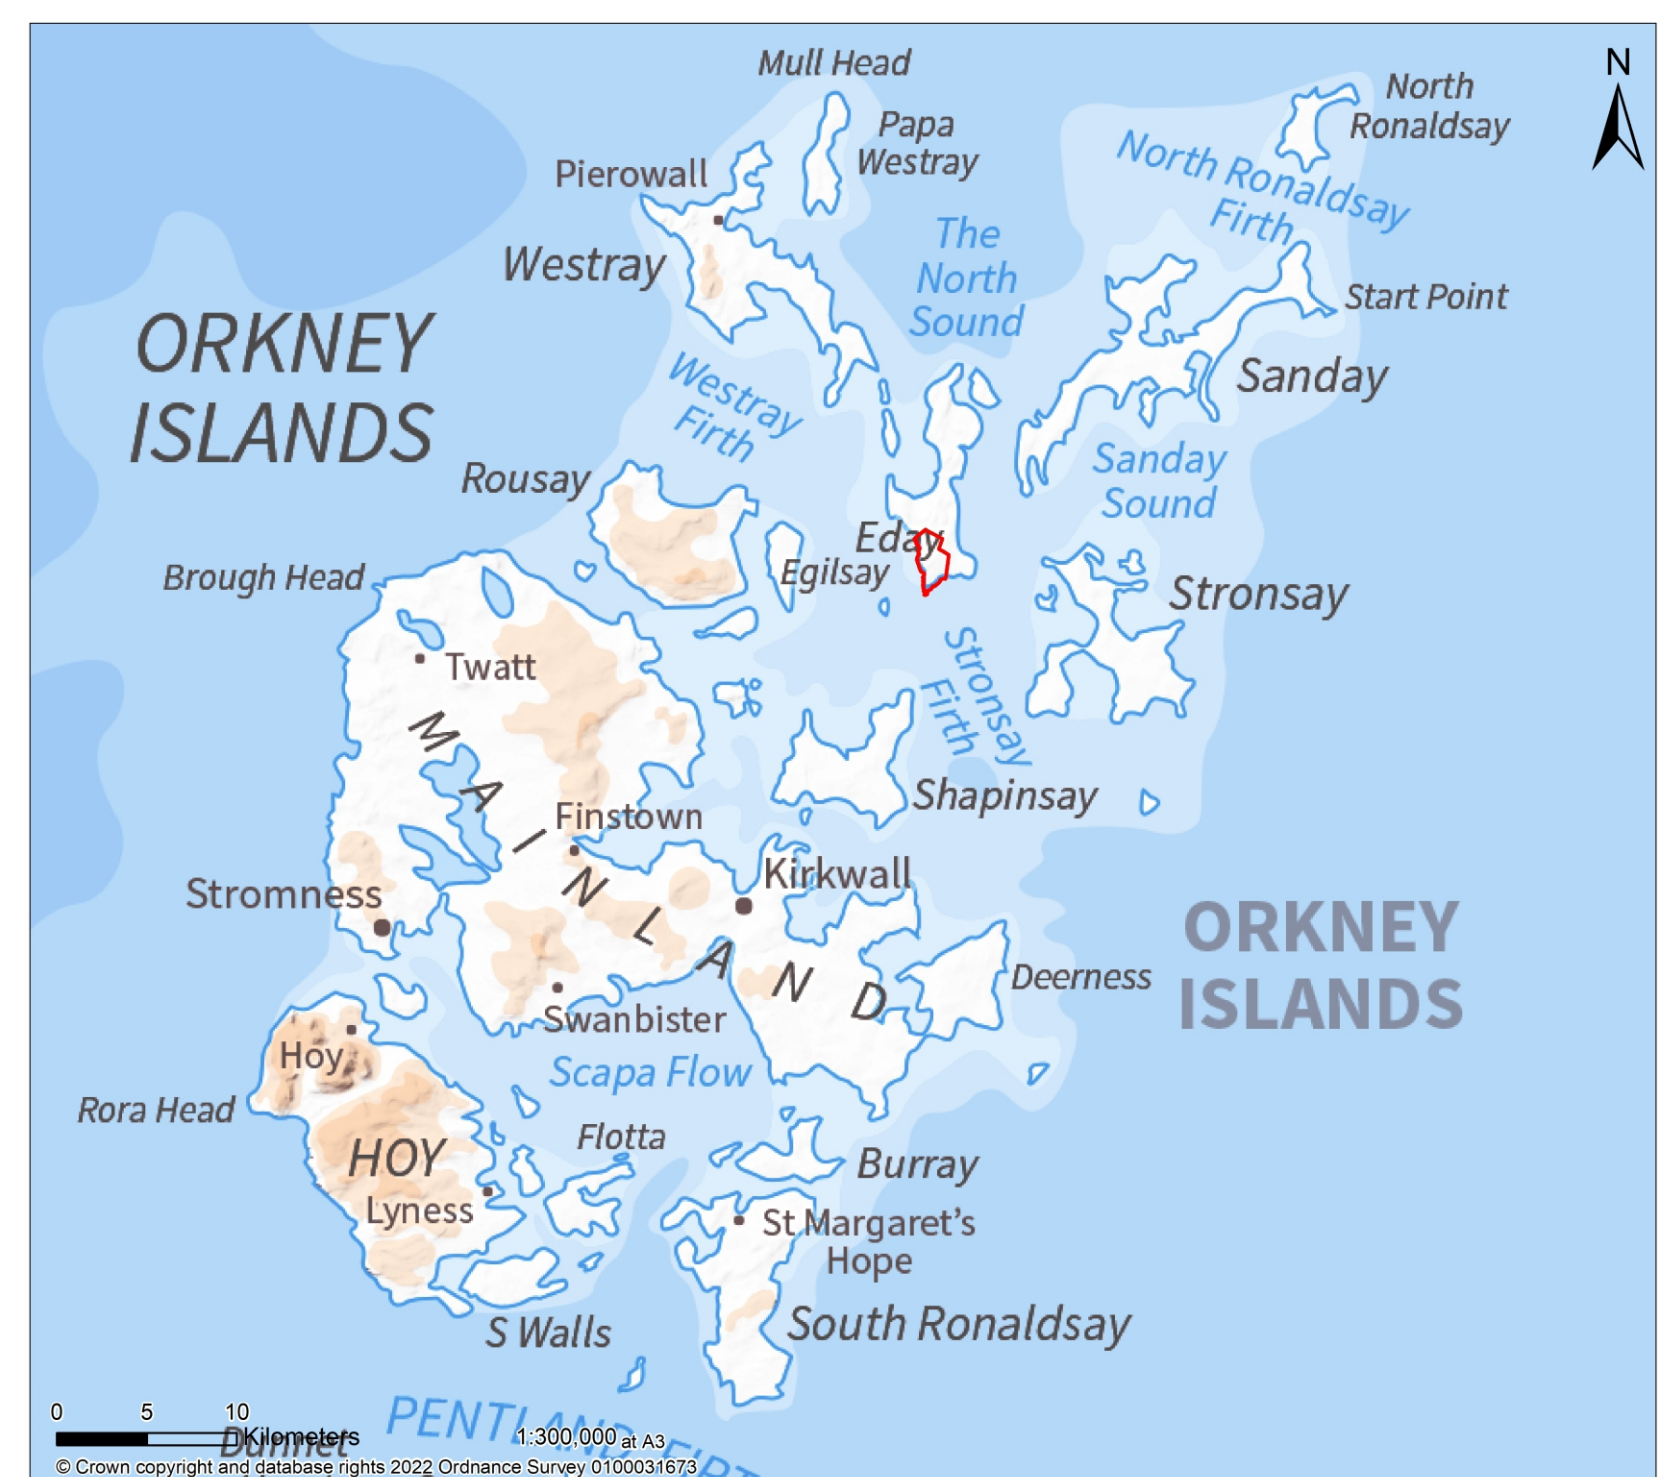 Mull Head
N
North
Ronaldsay
Papa
Westray
North Ronaldsay
Firth
Pierowall
The
North
Sound
Westray
Start Point
ORKNEY
ISLANDS
Westray
Firth
Sanday
Sanday
Sound
Rousay
Eday
Egilsay
Brough Head
Stronsay
Twatt
Stronsay
Firth
MAINLAND
Shapinsay
Finstown
Kirkwall
Stromness
ORKNEY
ISLANDS
Deerness
Swanbister
Hoy
Scapa Flow
Rora Head
Flotta
HOY
Burray
Lyness
St Margaret's
Hope
S Walls
South Ronaldsay
0 5 10
Kilometers
Dunnet
PENTLAND FIRT
1:300,000 at A3
© Crown copyright and database rights 2022 Ordnance Survey 0100031673